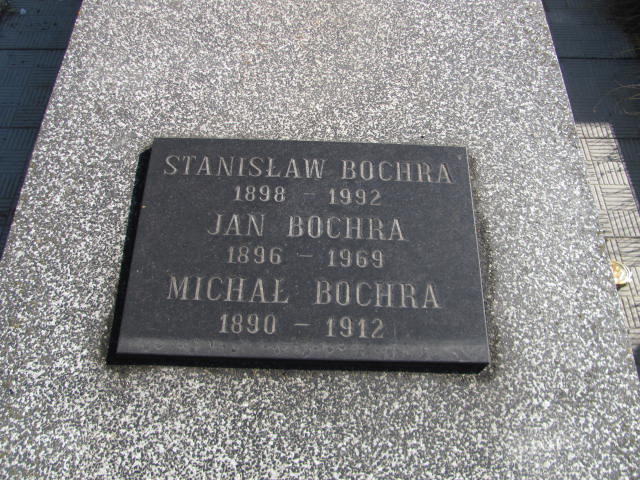 STANISŁAW BOCHRA
1898 - 1992
JAN BOCHRA
1896 - 1969
MICHAŁ BOCHRA
1890 - 1912